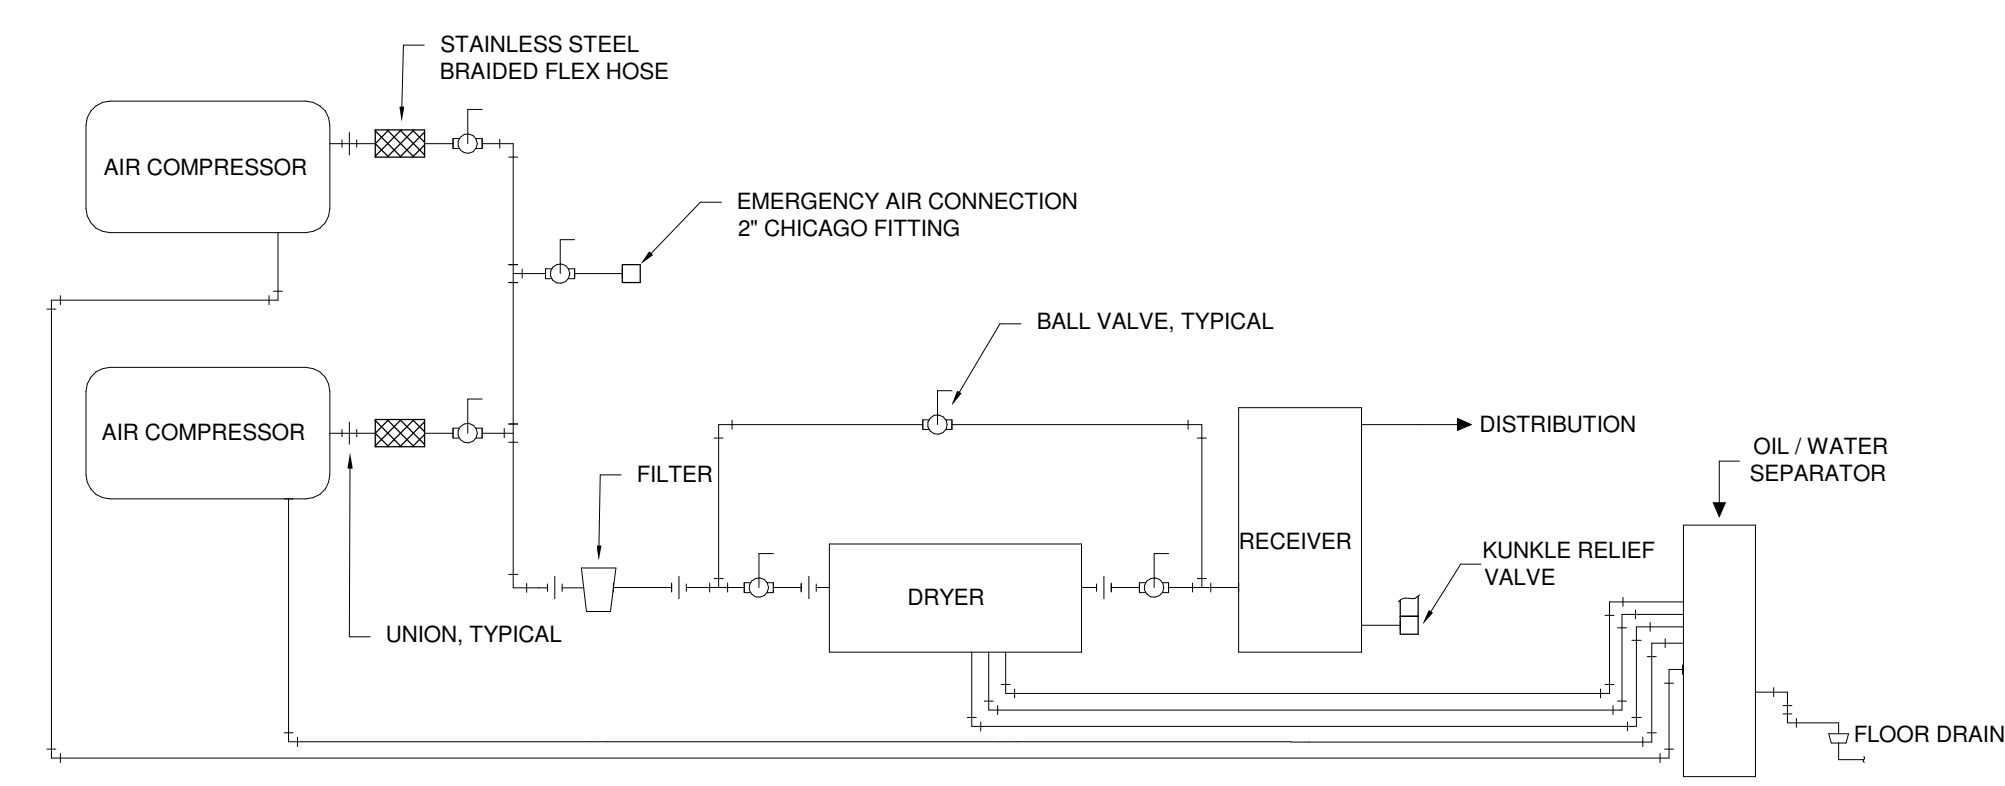 STAINLESS STEEL
BRAIDED FLEX HOSE
AIR COMPRESSOR
EMERGENCY AIR CONNECTION
2" CHICAGO FITTING
BALL VALVE, TYPICAL
AIR COMPRESSOR
DISTRIBUTION
FILTER
OIL / WATER
SEPARATOR
RECEIVER
KUNKLE RELIEF
VALVE
DRYER
UNION, TYPICAL
FLOOR DRAIN